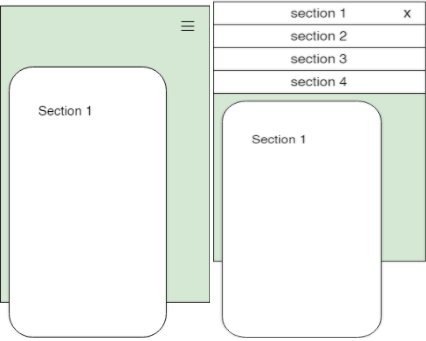 Section 1
section 1 x
section 2
section 3
section 4
Section 1